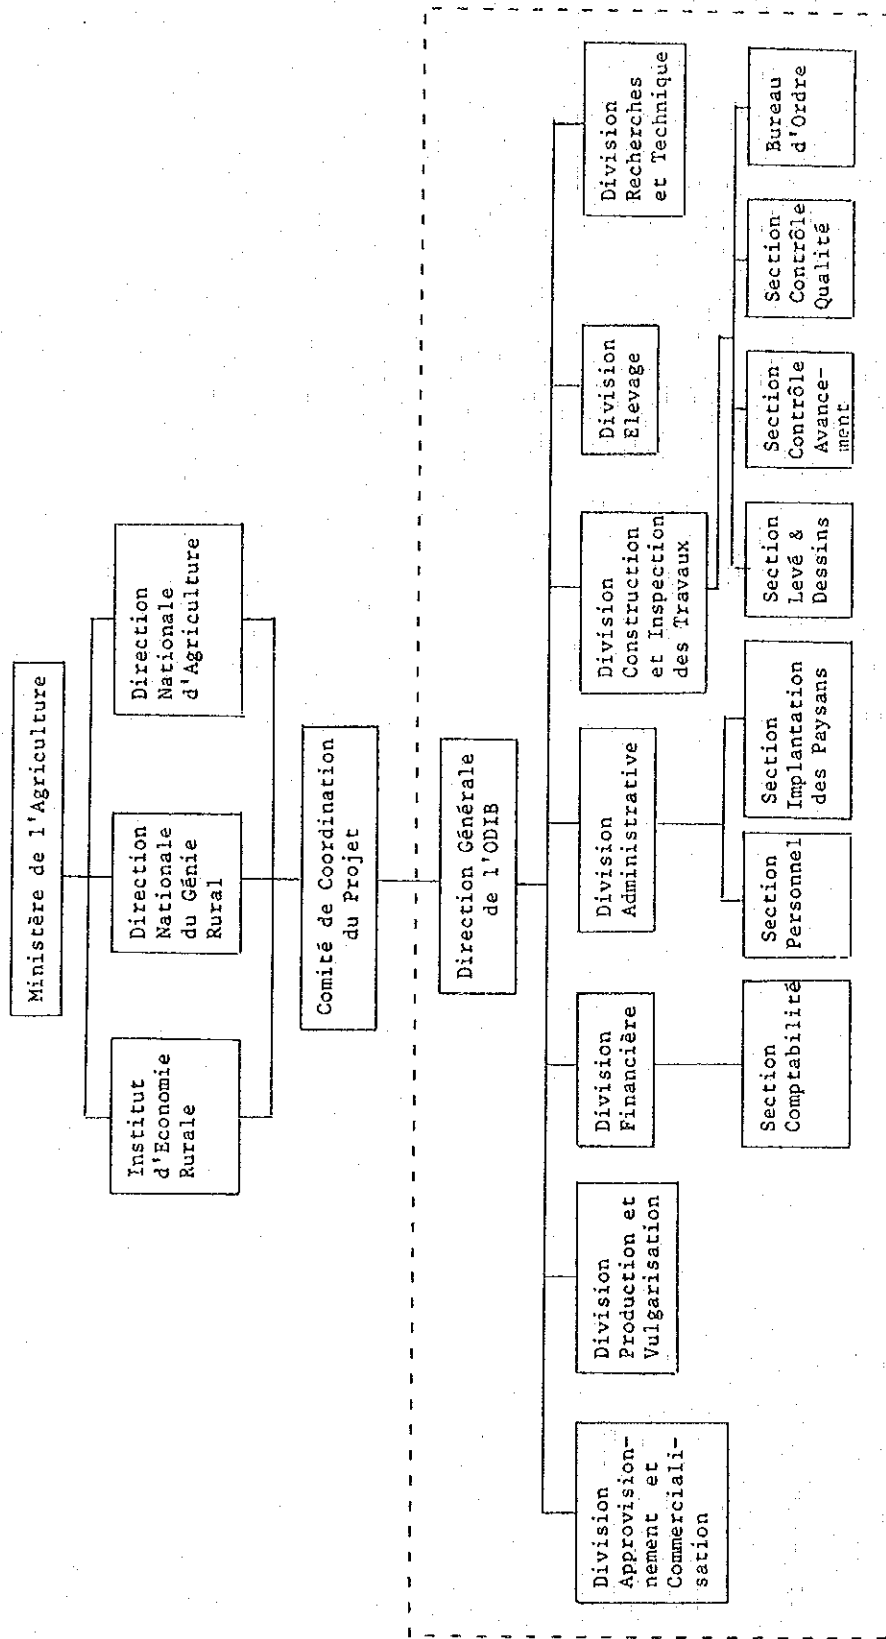 Ministère de l'Agriculture
Institut
d'Economie
Rurale
Direction
Nationale
du Génie
Rural
Direction
Nationale
d'Agriculture
Comité de Coordination
du Projet
Direction Générale
de l'ODIB
Division
Approvision-
nement et
Commerciali-
sation
Division
Production et
Vulgarisation
Division
Financière
Division
Administrative
Division
Construction
et Inspection
des Travaux
Division
Elevage
Division
Recherches
et Technique
Section
Comptabilité
Section
Personnel
Section
Implantation
des Paysans
Section
Levé &
Dessins
Section
Contrôle
Avance-
ment
Section
Contrôle
Qualité
Bureau
d'Ordre